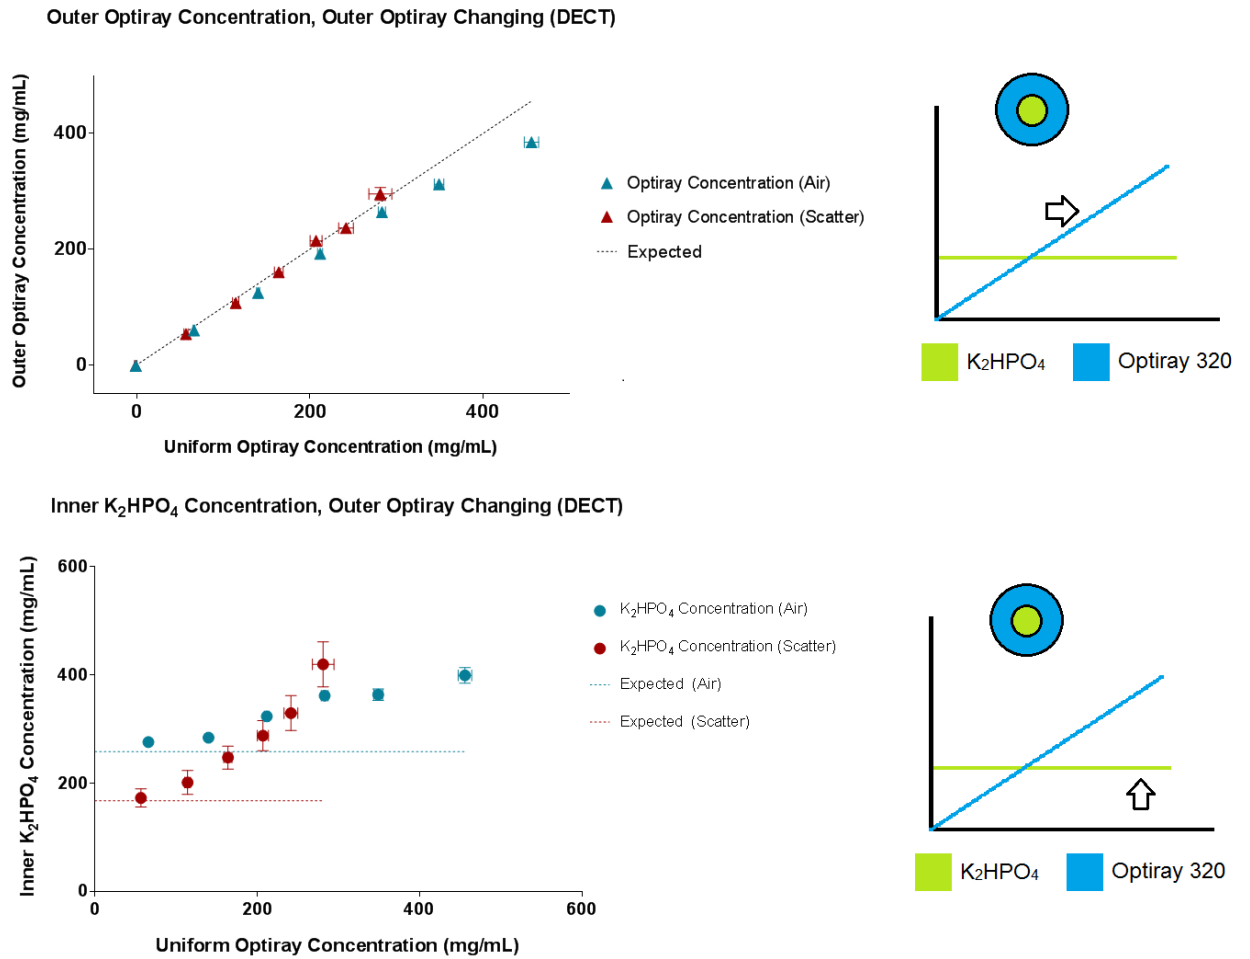 Outer Optiray Concentration, Outer Optiray Changing (DECT)
Outer Optiray Concentration (mg/mL)
400
200
0
0 200 400
Uniform Optiray Concentration (mg/mL)
Optiray Concentration (Air)
Optiray Concentration (Scatter)
Expected
K₂HPO₄ Optiray 320
Inner K₂HPO₄ Concentration, Outer Optiray Changing (DECT)
Inner K₂HPO₄ Concentration (mg/mL)
600
400
200
0
0 200 400 600
Uniform Optiray Concentration (mg/mL)
K₂HPO₄ Concentration (Air)
K₂HPO₄ Concentration (Scatter)
Expected (Air)
Expected (Scatter)
K₂HPO₄ Optiray 320